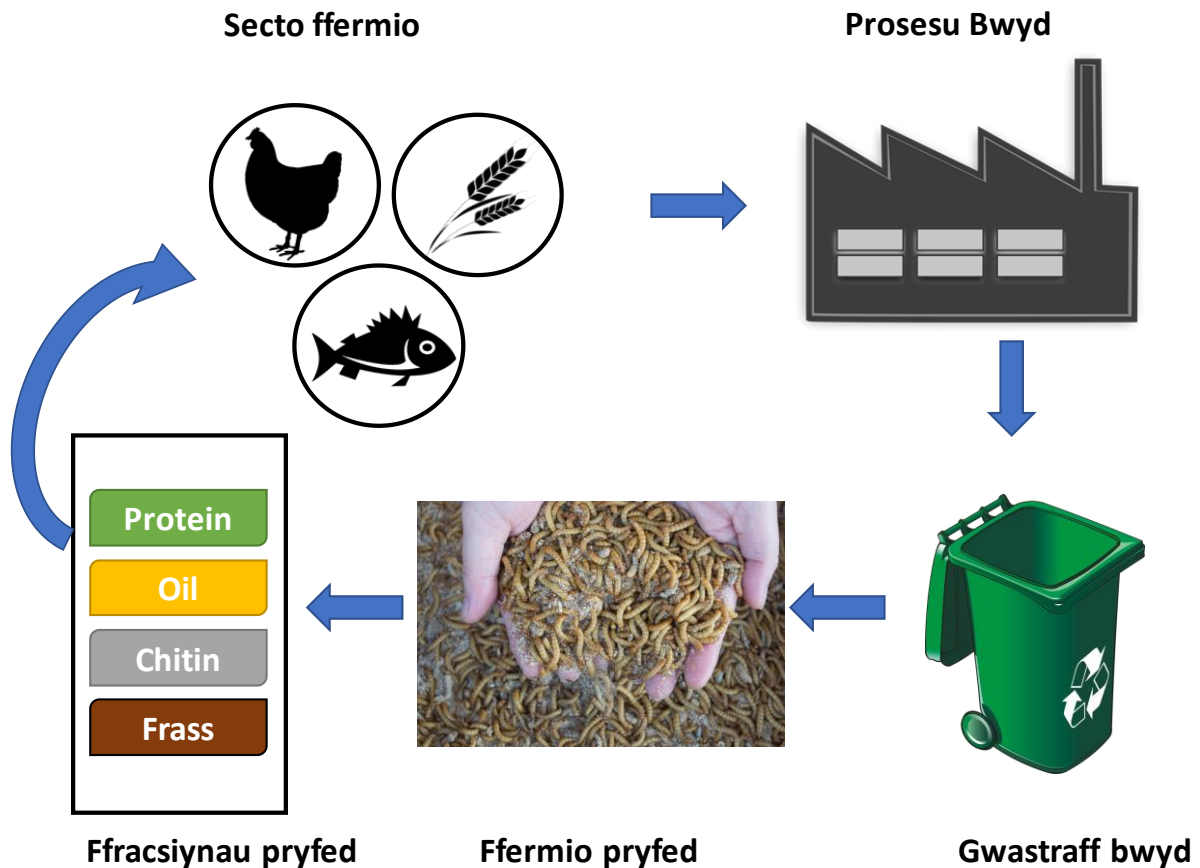 Secto ffermio
Prosesu Bwyd
Protein
Oil
Chitin
Frass
Ffracsiynau pryfed
Ffermio pryfed
Gwastraff bwyd